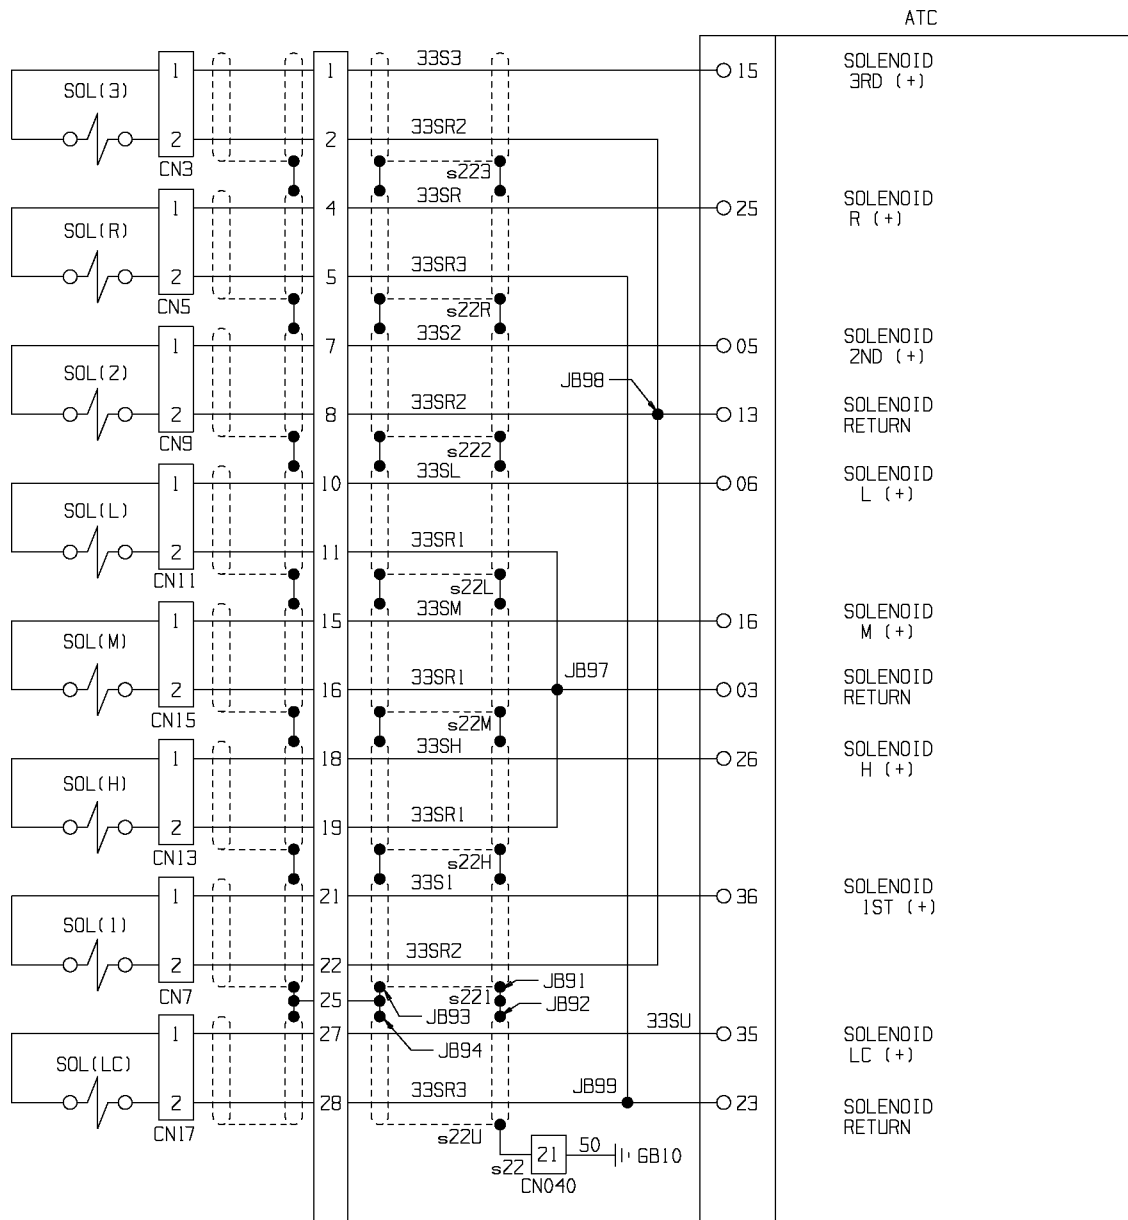 ATC
1 1 33S3 15 SOLENOID
3RD (+)
SOL(3)
2 2 33SR2
CN3 s223
1 4 33SR 25 SOLENOID
R (+)
SOL(R)
2 5 33SR3
CN5 s22R
1 7 33S2 05 SOLENOID
2ND (+)
SOL(2) JB98
2 8 33SR2 13 SOLENOID
RETURN
CN9 s222
1 10 33SL 06 SOLENOID
L (+)
SOL(L)
2 11 33SR1
CN11 s22L
1 15 33SM 16 SOLENOID
M (+)
SOL(M)
2 16 33SR1 JB97 03 SOLENOID
RETURN
CN15 s22M
1 18 33SH 26 SOLENOID
H (+)
SOL(H)
2 19 33SR1
CN13 s22H
1 21 33S1 36 SOLENOID
1ST (+)
SOL(1)
2 22 33SR2
JB91
CN7 25 s221
JB93 JB92
1 27 33SU 35 SOLENOID
JB94 LC (+)
SOL(LC)
2 28 33SR3 JB99 23 SOLENOID
RETURN
CN17 s22U
s22 21 50 GB10
CN040